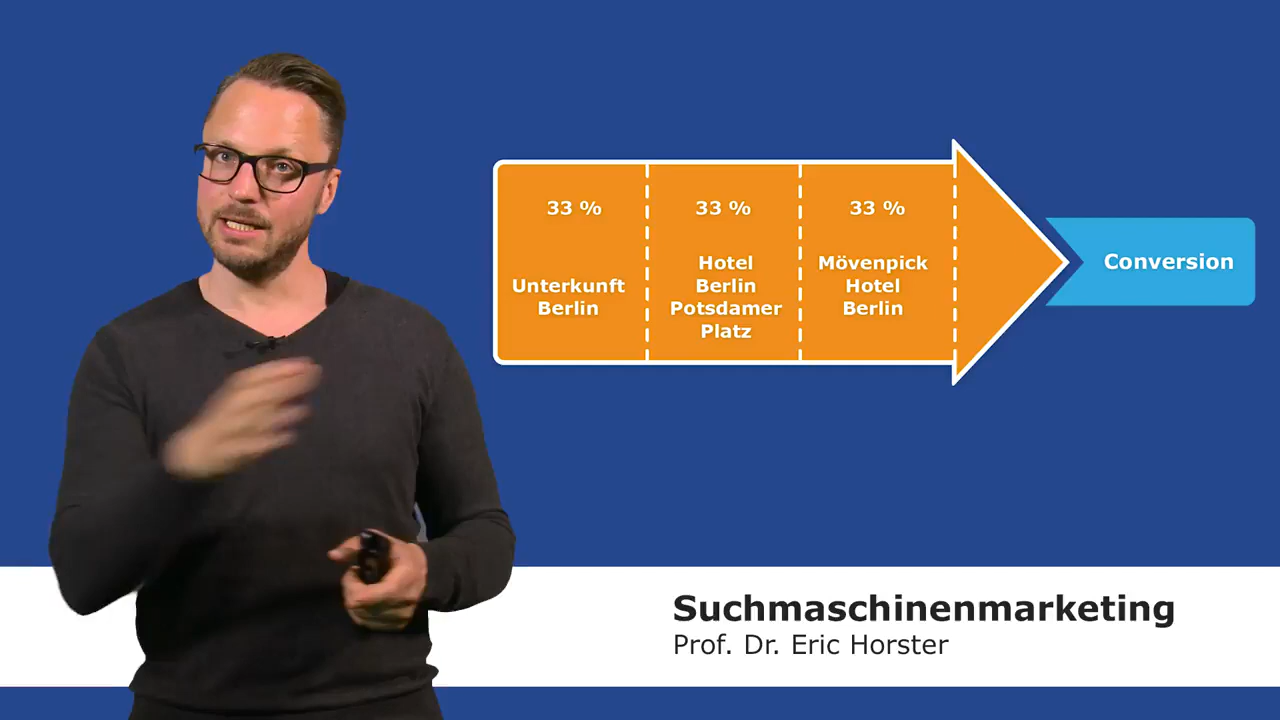 33 %
33 %
33 %
Unterkunft
Berlin
Hotel
Berlin
Potsdamer
Platz
Mövenpick
Hotel
Berlin
Conversion
Suchmaschinenmarketing
Prof. Dr. Eric Horster